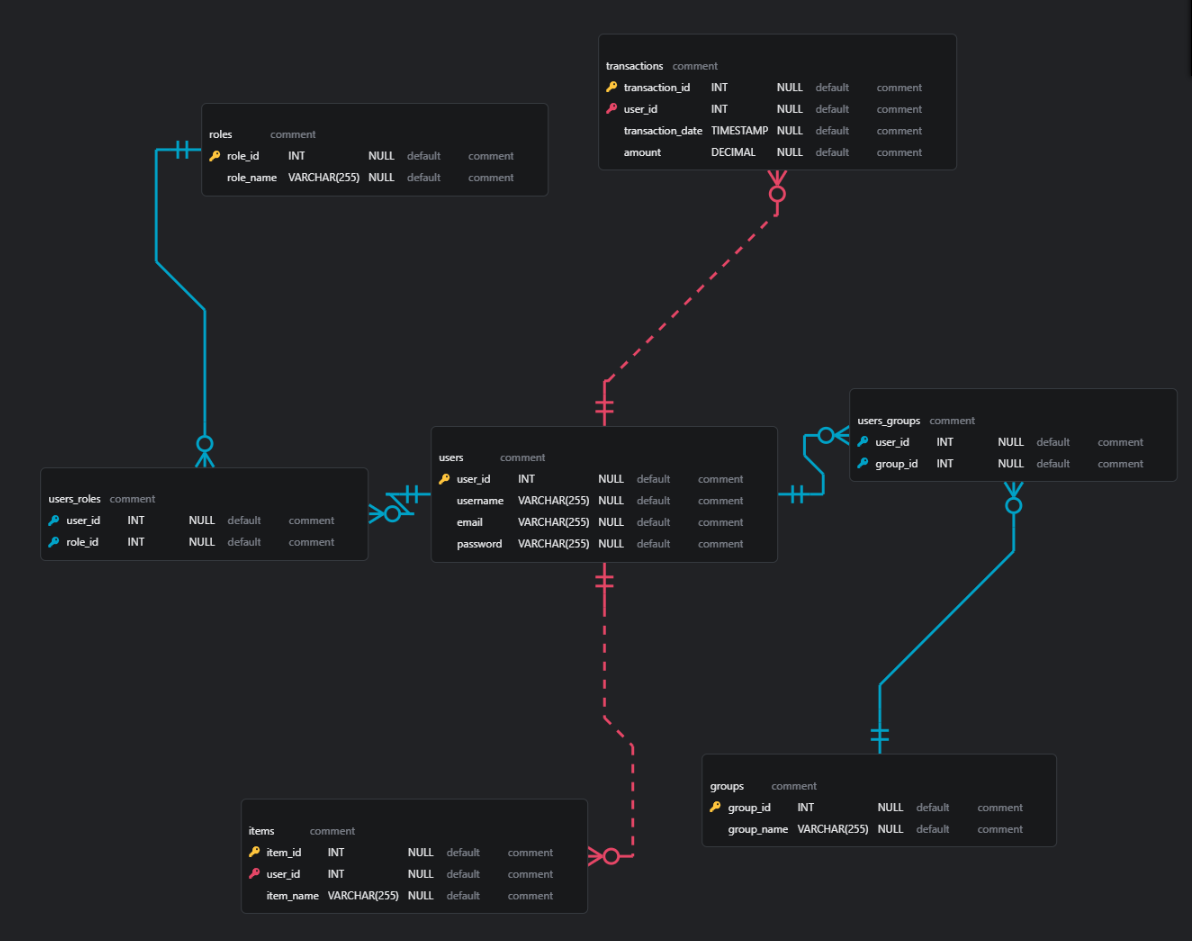 transactions comment
transaction_id INT NULL default comment
user_id INT NULL default comment
transaction_date TIMESTAMP NULL default comment
amount DECIMAL NULL default comment
roles comment
role_id INT NULL default comment
role_name VARCHAR(255) NULL default comment
users_groups comment
user_id INT NULL default comment
group_id INT NULL default comment
users comment
user_id INT NULL default comment
username VARCHAR(255) NULL default comment
email VARCHAR(255) NULL default comment
password VARCHAR(255) NULL default comment
users_roles comment
user_id INT NULL default comment
role_id INT NULL default comment
groups comment
group_id INT NULL default comment
group_name VARCHAR(255) NULL default comment
items comment
item_id INT NULL default comment
user_id INT NULL default comment
item_name VARCHAR(255) NULL default comment